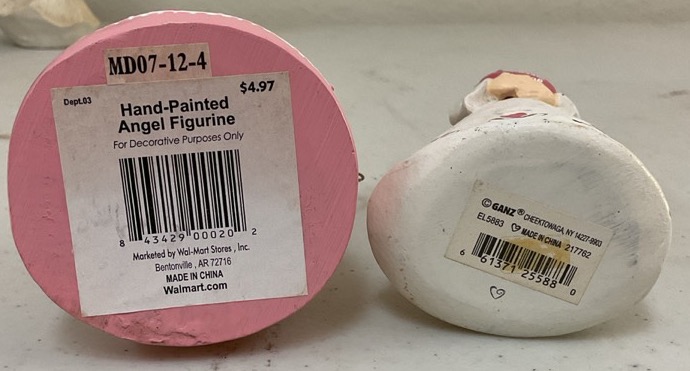 MD07-12-4
Dept.03 $4.97
Hand-Painted
Angel Figurine
For Decorative Purposes Only
8 43429 00020 2
Marketed by Wal-Mart Stores , Inc.
Bentonville , AR 72716
MADE IN CHINA
Walmart.com
©GANZ® CHEEKTOWAGA, NY 14227-9903
EL5883 MADE IN CHINA 217762
6 61371 25588 0